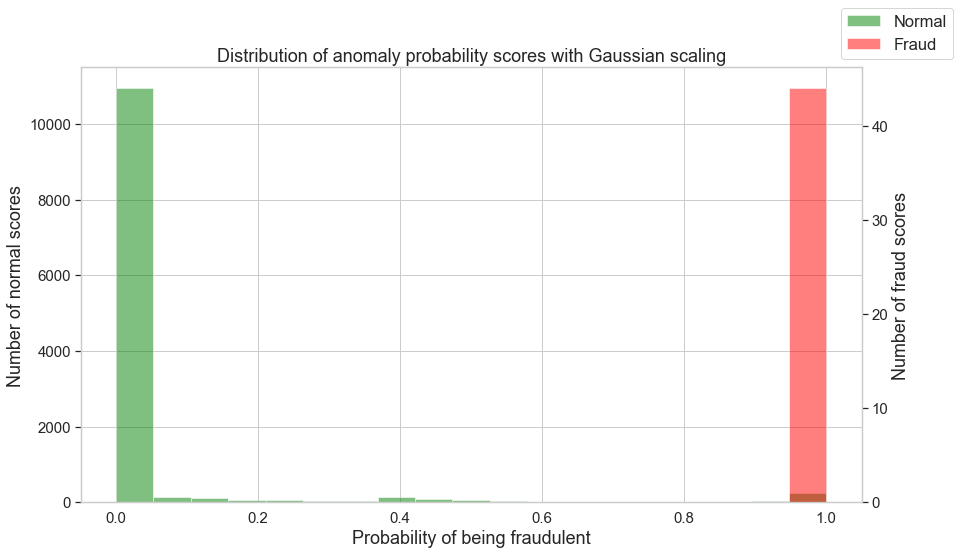 Normal
Fraud
Distribution of anomaly probability scores with Gaussian scaling
Number of normal scores
10000
8000
6000
4000
2000
0
40
30
20
10
0
Number of fraud scores
0.0 0.2 0.4 0.6 0.8 1.0
Probability of being fraudulent